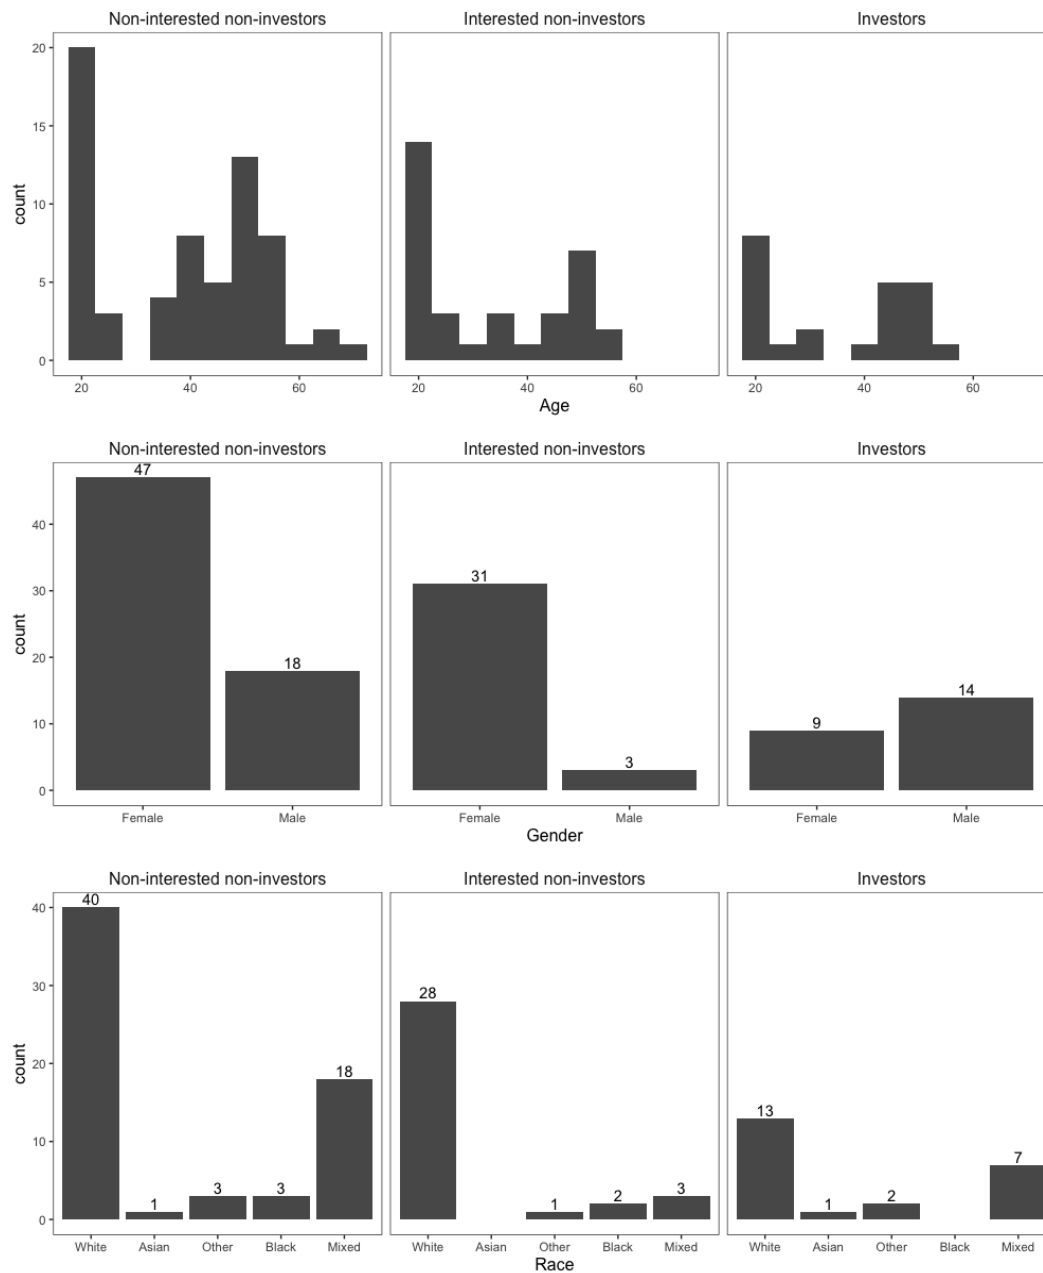 Non-interested non-investors Interested non-investors Investors
20
15
10
5
0
count
20 40 60 20 40 60 20 40 60
Age
Non-interested non-investors Interested non-investors Investors
47
40
31
30
20
18
14
10
9
3
0
count
Female Male Female Male Female Male
Gender
Non-interested non-investors Interested non-investors Investors
40 40
30
28
20
18
13
10
7
1 3 3 1 2 3 1 2
0
count
White Asian Other Black Mixed White Asian Other Black Mixed White Asian Other Black Mixed
Race